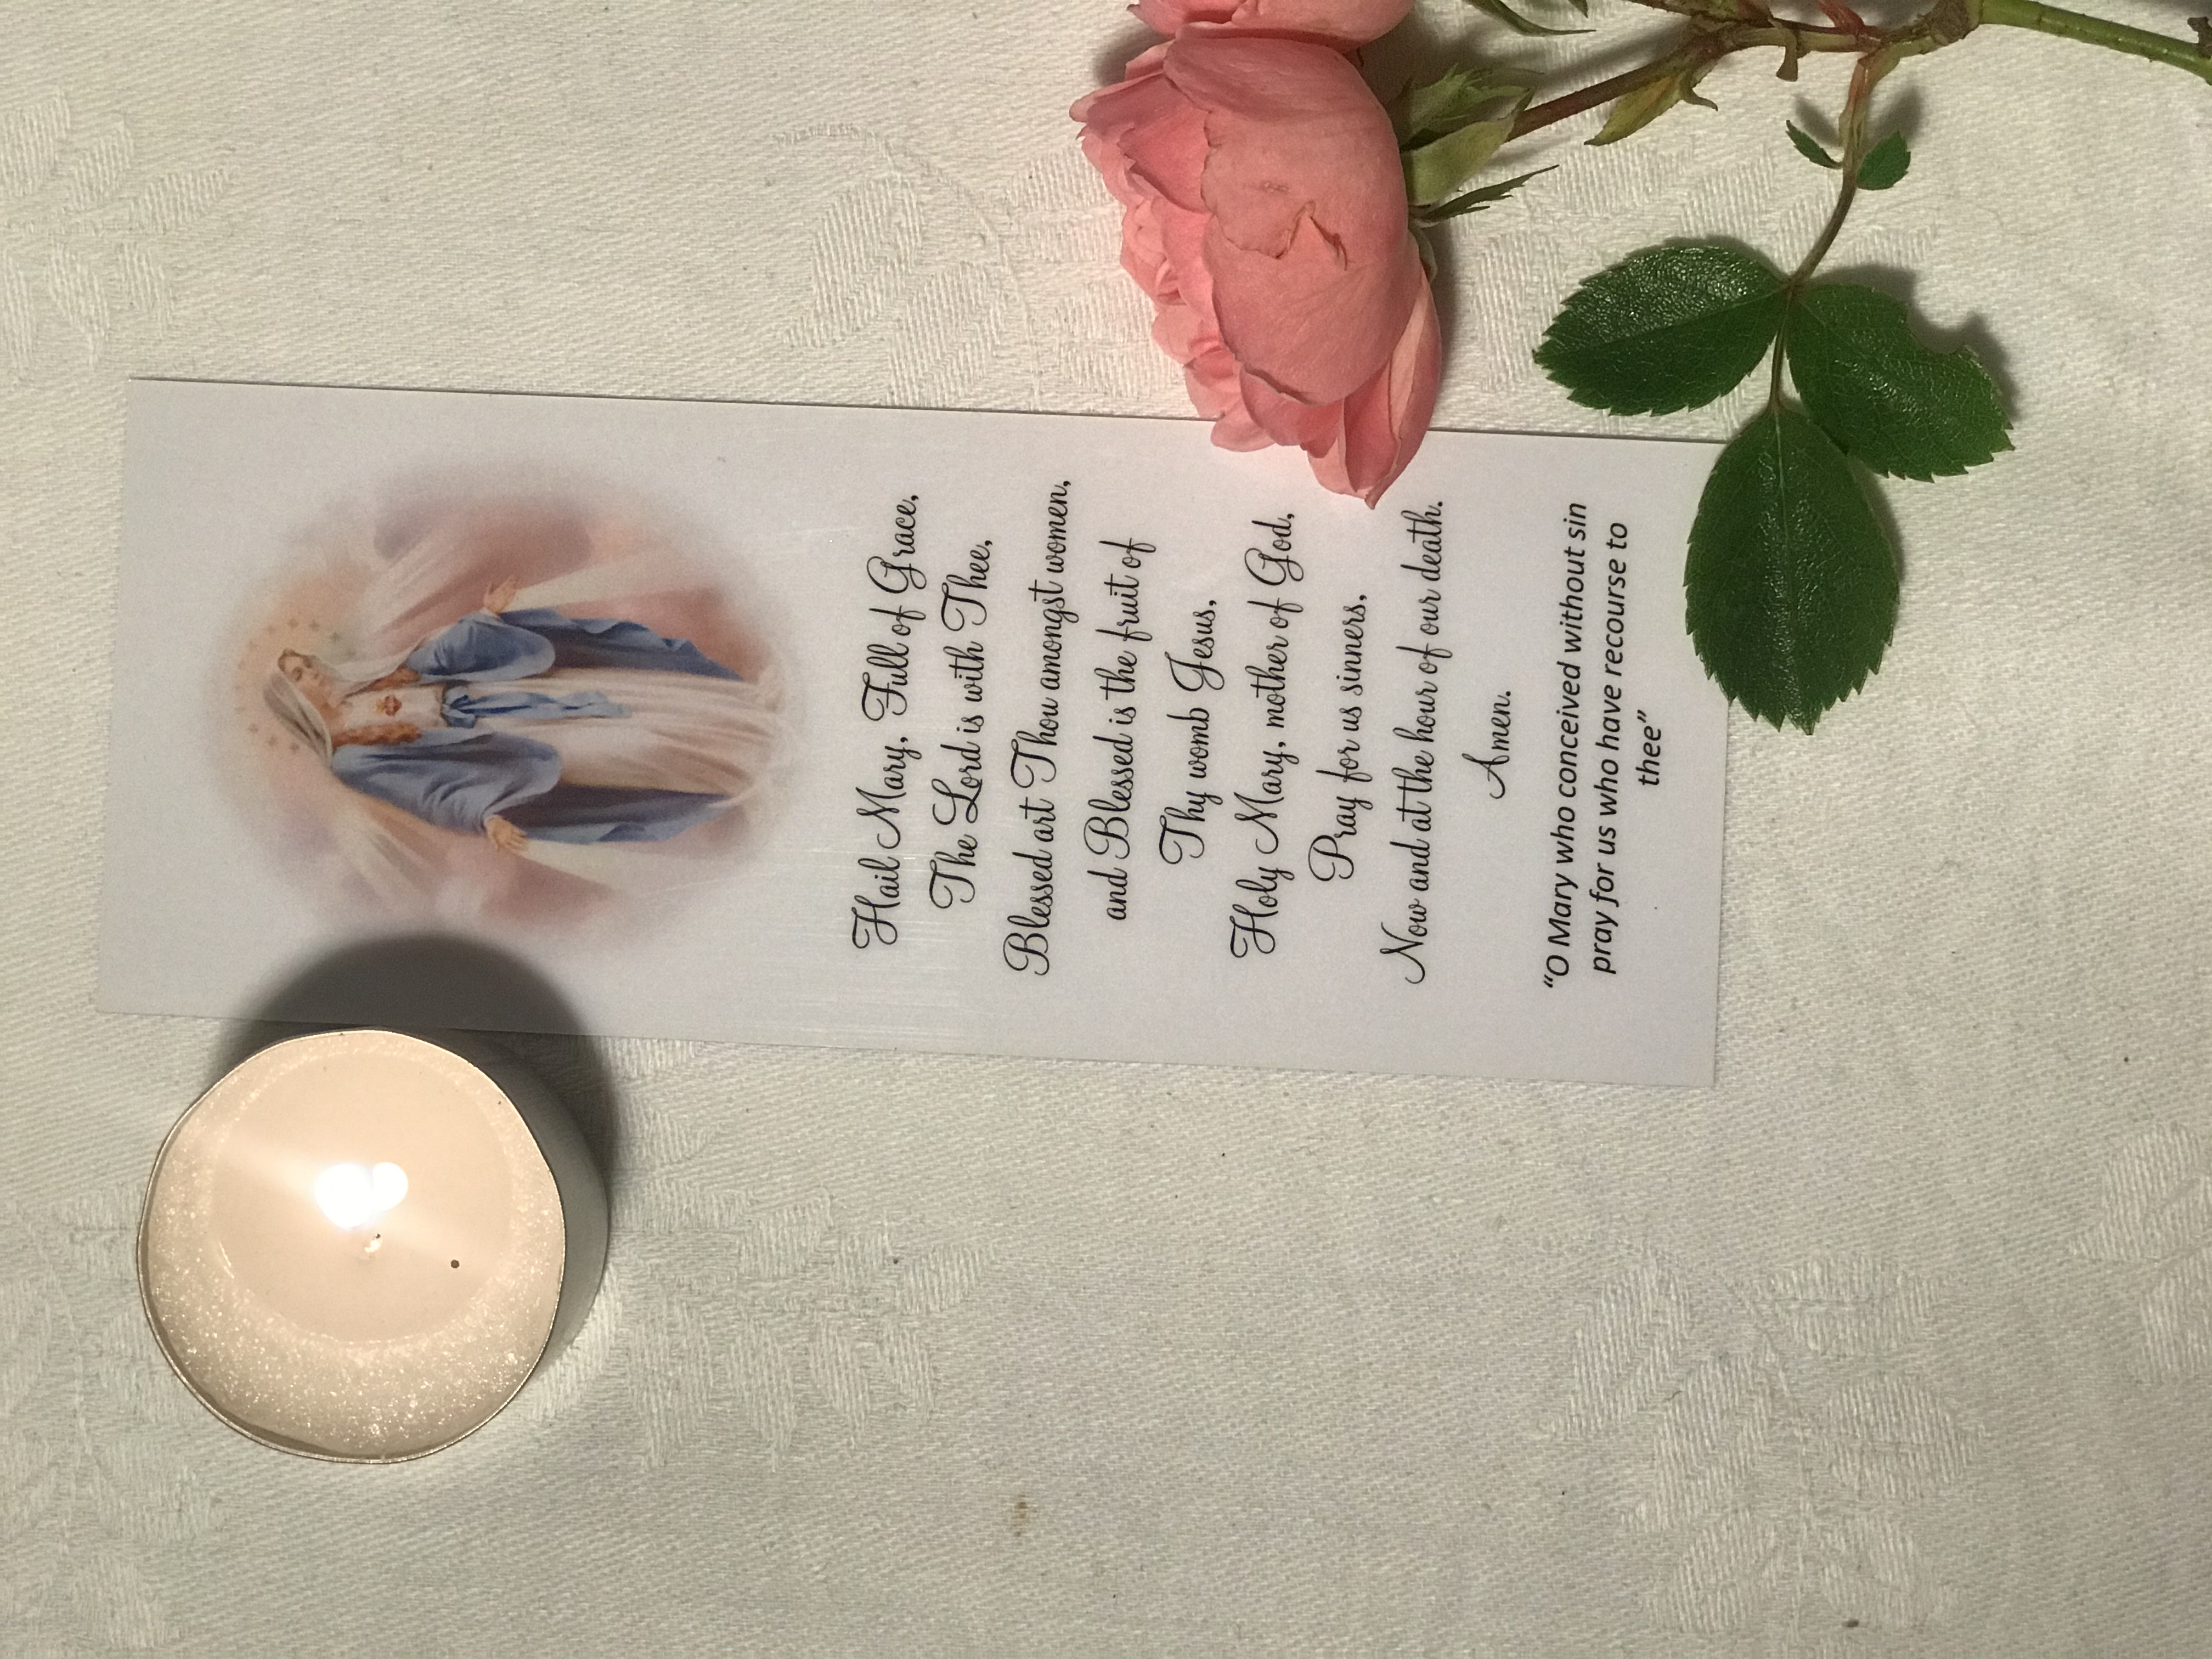 Hail Mary, Full of Grace,
The Lord is with Thee,
Blessed art Thou amongst women,
and Blessed is the fruit of
Thy womb Jesus,
Holy Mary, mother of God,
Pray for us sinners,
Now and at the hour of our death.
Amen.
“O Mary who conceived without sin
pray for us who have recourse to
thee”